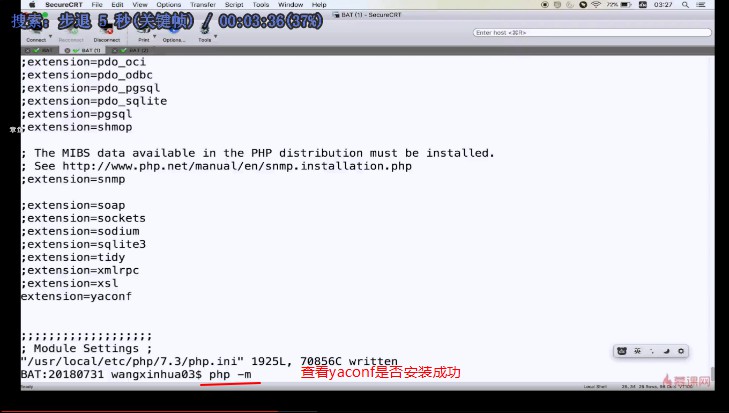 SecureCRT File Edit View Options Transfer Script Tools Window Help 72% 03:27
搜索: 步退 5 秒(关键帧) / 00:03:36(37%)
BAT (1) - SecureCRT
Connect Reconnect Disconnect Print Options... Tools Enter host <⌘R>
BAT (1)
;extension=pdo_oci
;extension=pdo_odbc
;extension=pdo_pgsql
;extension=pdo_sqlite
;extension=pgsql
;extension=shmop
; The MIBS data available in the PHP distribution must be installed.
; See http://www.php.net/manual/en/snmp.installation.php
;extension=snmp
;extension=soap
;extension=sockets
;extension=sodium
;extension=sqlite3
;extension=tidy
;extension=xmlrpc
;extension=xsl
extension=yaconf
;;;;;;;;;;;;;;;;;;;
; Module Settings ;
"/usr/local/etc/php/7.3/php.ini" 1925L, 70856C written
BAT:20180731 wangxinhua03$ php -m
查看yaconf是否安装成功
慕课网
Ready